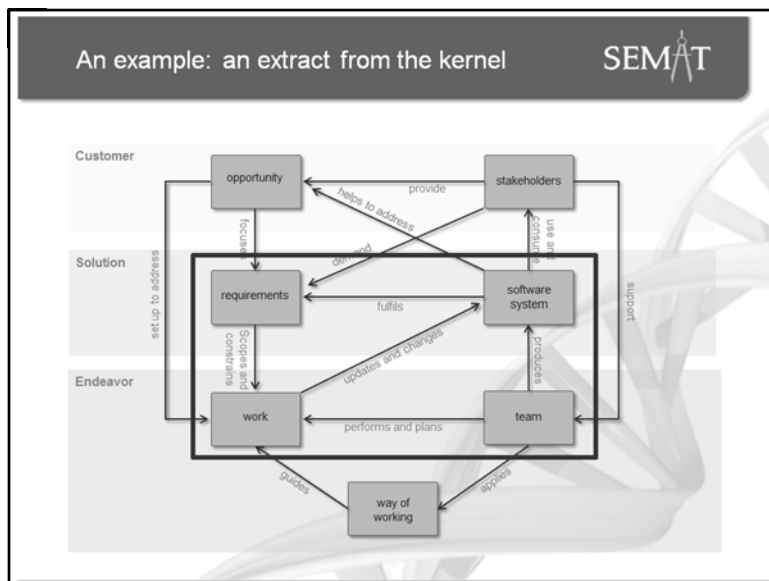 An example: an extract from the kernel
SEMAT
Customer
opportunity
stakeholders
provide
helps to address
focuses
demand
use and
consume
Solution
requirements
software
system
fulfils
set up to address
support
Scopes and
constrains
updates and changes
produces
Endeavor
work
team
performs and plans
guides
applies
way of
working